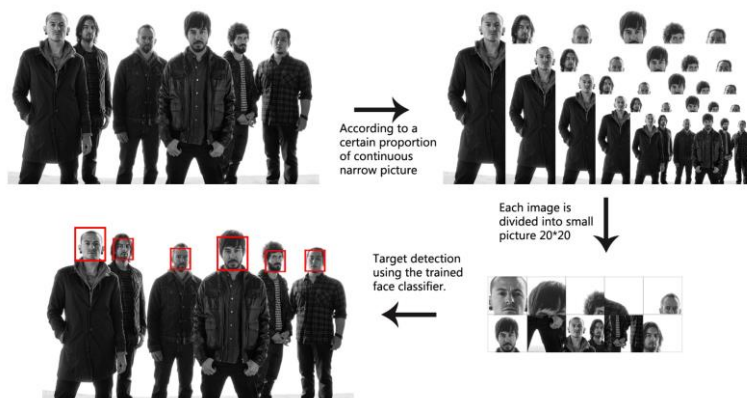 According to a
certain proportion
of continuous
narrow picture
Each image is
divided into small
picture 20*20
Target detection
using the trained
face classifier.